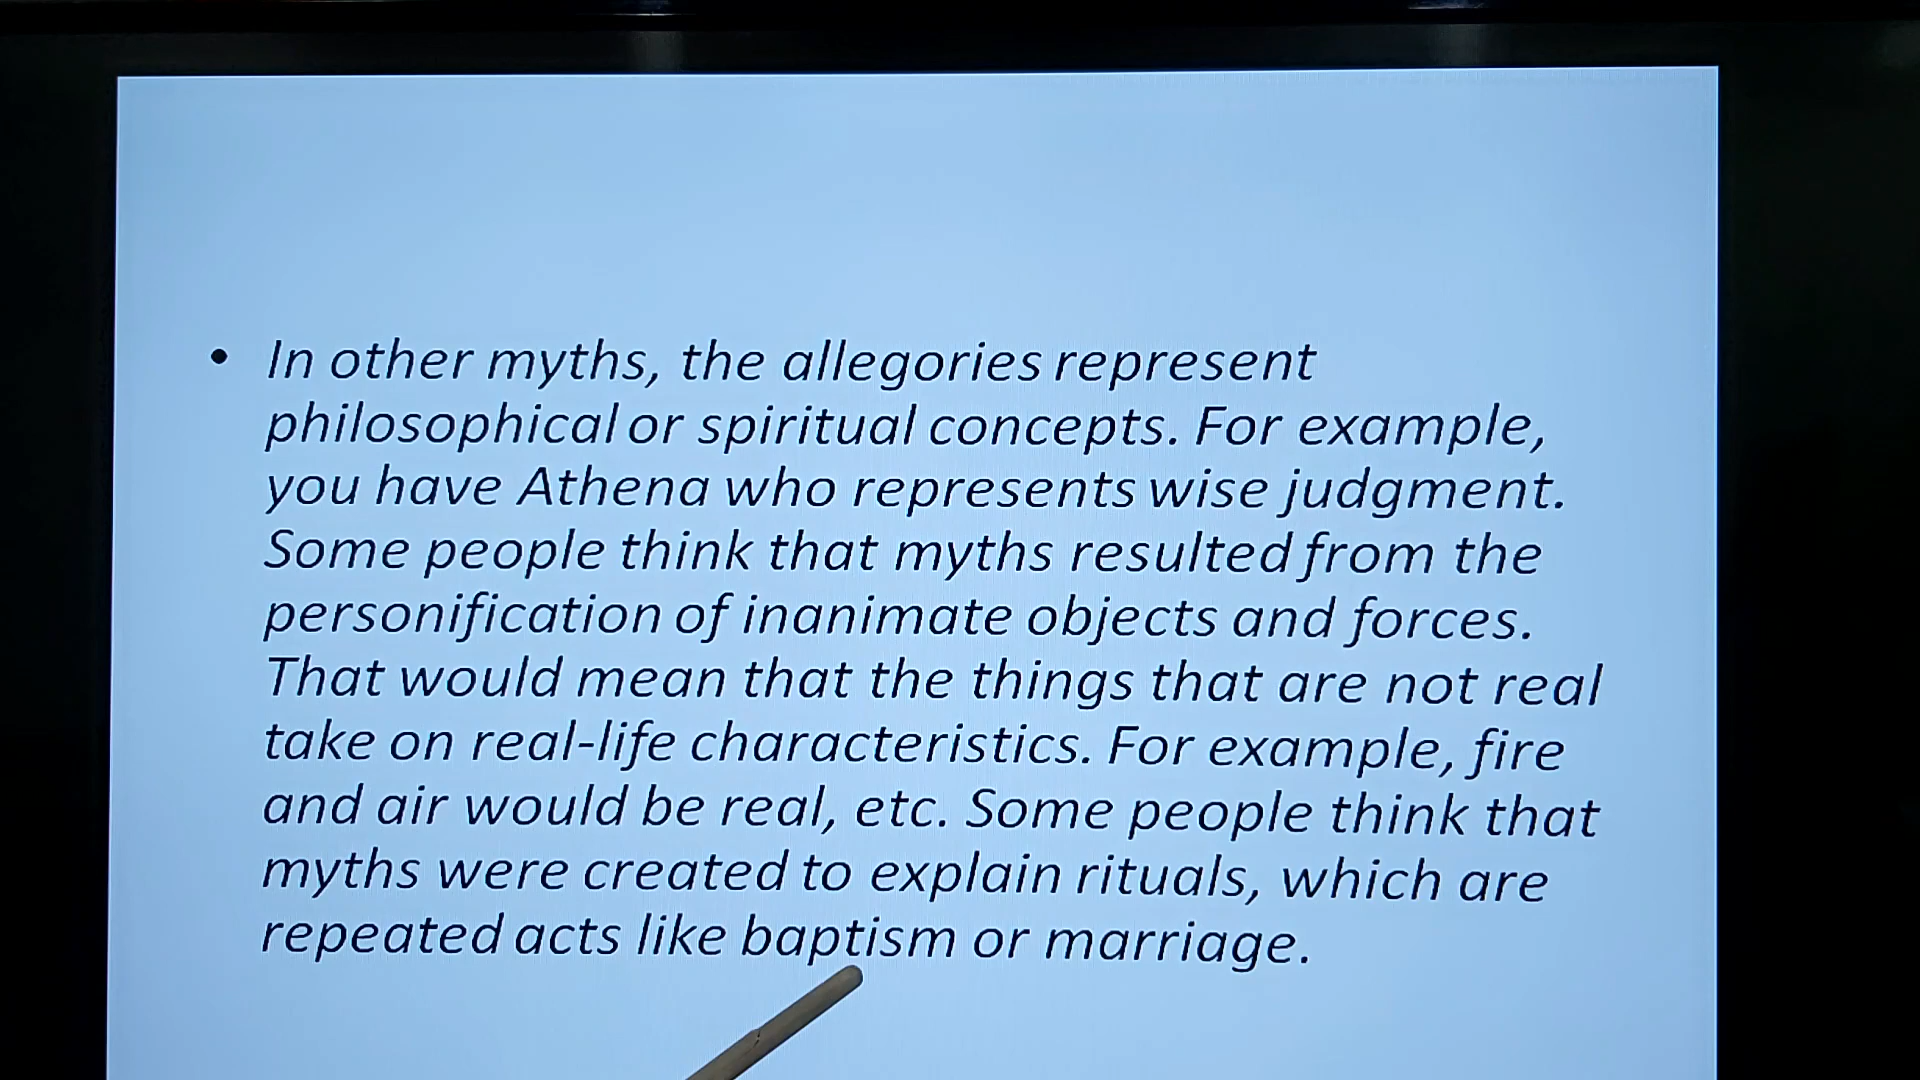 • In other myths, the allegories represent
philosophical or spiritual concepts. For example,
you have Athena who represents wise judgment.
Some people think that myths resulted from the
personification of inanimate objects and forces.
That would mean that the things that are not real
take on real-life characteristics. For example, fire
and air would be real, etc. Some people think that
myths were created to explain rituals, which are
repeated acts like baptism or marriage.